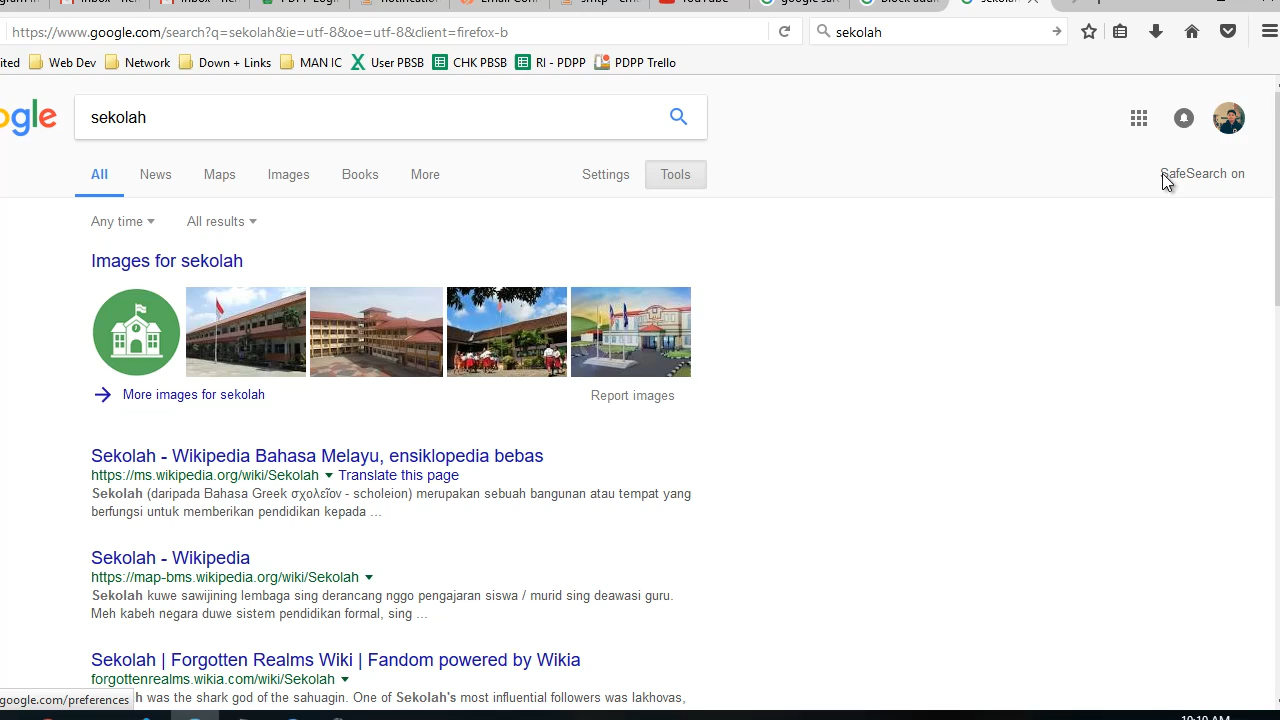 https://www.google.com/search?q=sekolah&ie=utf-8&oe=utf-8&client=firefox-b
sekolah
ited Web Dev Network Down + Links MAN IC User PBSB CHK PBSB RI - PDPP PDPP Trello
ogle sekolah
All News Maps Images Books More Settings Tools SafeSearch on
Any time All results
Images for sekolah
More images for sekolah Report images
Sekolah - Wikipedia Bahasa Melayu, ensiklopedia bebas
https://ms.wikipedia.org/wiki/Sekolah Translate this page
Sekolah (daripada Bahasa Greek σχολεῖον - scholeion) merupakan sebuah bangunan atau tempat yang
berfungsi untuk memberikan pendidikan kepada ...
Sekolah - Wikipedia
https://map-bms.wikipedia.org/wiki/Sekolah
Sekolah kuwe sawijining lembaga sing derancang nggo pengajaran siswa / murid sing deawasi guru.
Meh kabeh negara duwe sistem pendidikan formal, sing ...
Sekolah | Forgotten Realms Wiki | Fandom powered by Wikia
forgottenrealms.wikia.com/wiki/Sekolah
google.com/preferences h was the shark god of the sahuagin. One of Sekolah's most influential followers was lakhovas,